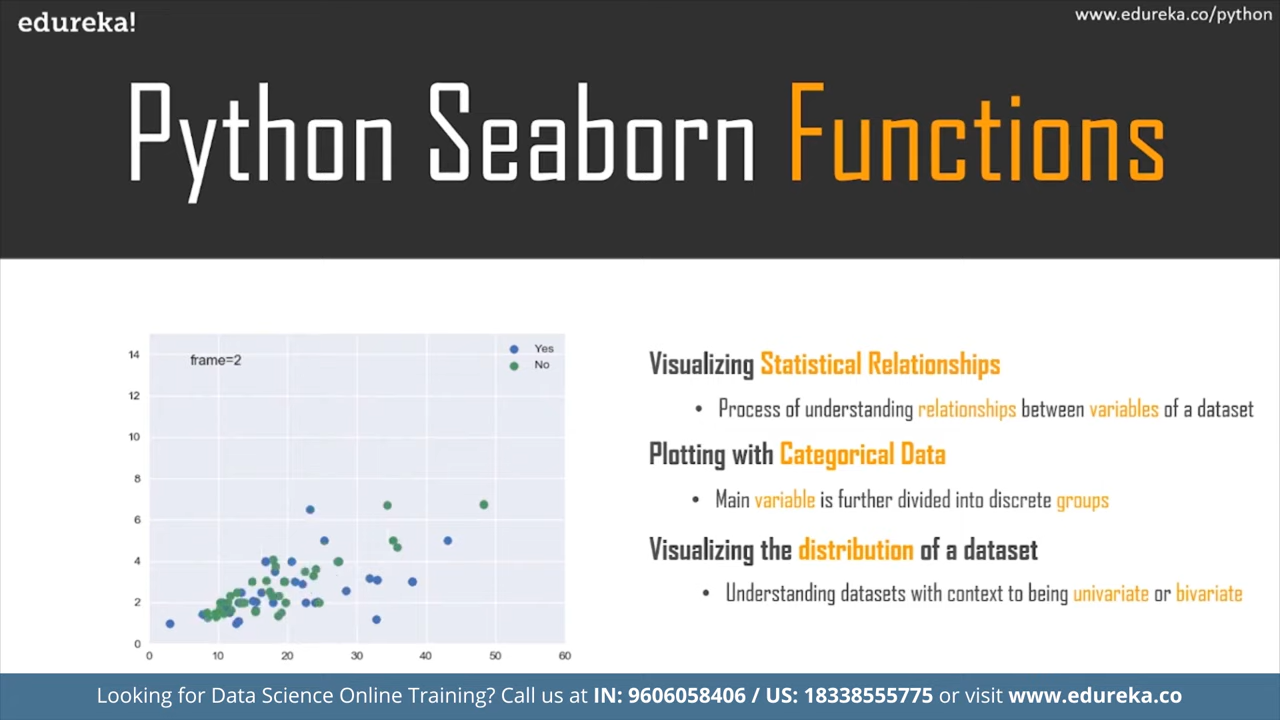 edureka!
www.edureka.co/python
Python Seaborn Functions
frame=2
Yes
No
14
12
10
8
6
4
2
0
0 10 20 30 40 50 60
Visualizing Statistical Relationships
• Process of understanding relationships between variables of a dataset
Plotting with Categorical Data
• Main variable is further divided into discrete groups
Visualizing the distribution of a dataset
• Understanding datasets with context to being univariate or bivariate
Looking for Data Science Online Training? Call us at IN: 9606058406 / US: 18338555775 or visit www.edureka.co